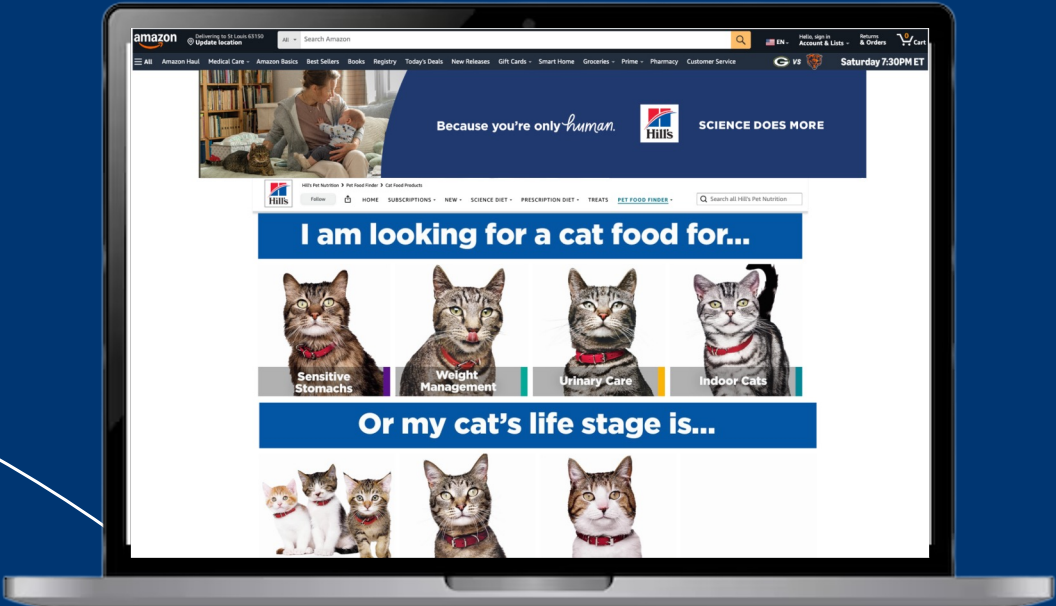 amazon
Delivering to St Louis 63150
Update location
All
Search Amazon
EN
Hello, sign in
Account & Lists
Returns
& Orders
0
Cart
All Amazon Haul Medical Care Amazon Basics Best Sellers Books Registry Today's Deals New Releases Gift Cards Smart Home Groceries Prime Pharmacy Customer Service
G VS Saturday 7:30PM ET
Because you're only human.
Hill's
SCIENCE DOES MORE
Hill's
Hill's Pet Nutrition > Pet Food Finder > Cat Food Products
Follow HOME SUBSCRIPTIONS NEW SCIENCE DIET PRESCRIPTION DIET TREATS PET FOOD FINDER Search all Hill's Pet Nutrition
I am looking for a cat food for...
Sensitive
Stomachs
Weight
Management
Urinary Care
Indoor Cats
Or my cat's life stage is...